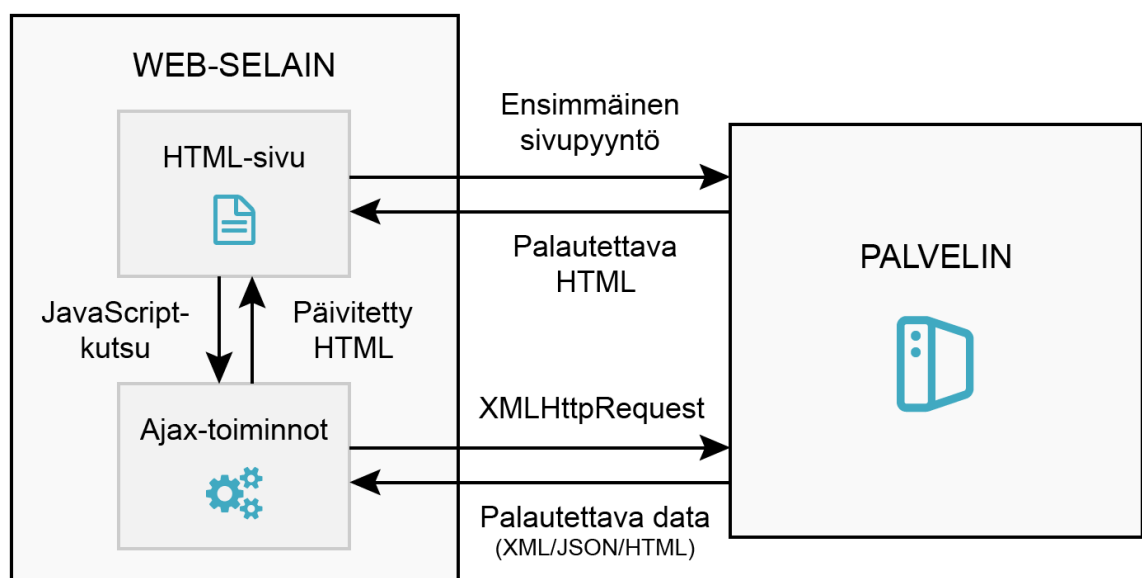 WEB-SELAIN
HTML-sivu
Ensimmäinen
sivupyyntö
Palautettava
HTML
PALVELIN
JavaScript-
kutsu
Päivitetty
HTML
Ajax-toiminnot
XMLHttpRequest
Palautettava data
(XML/JSON/HTML)